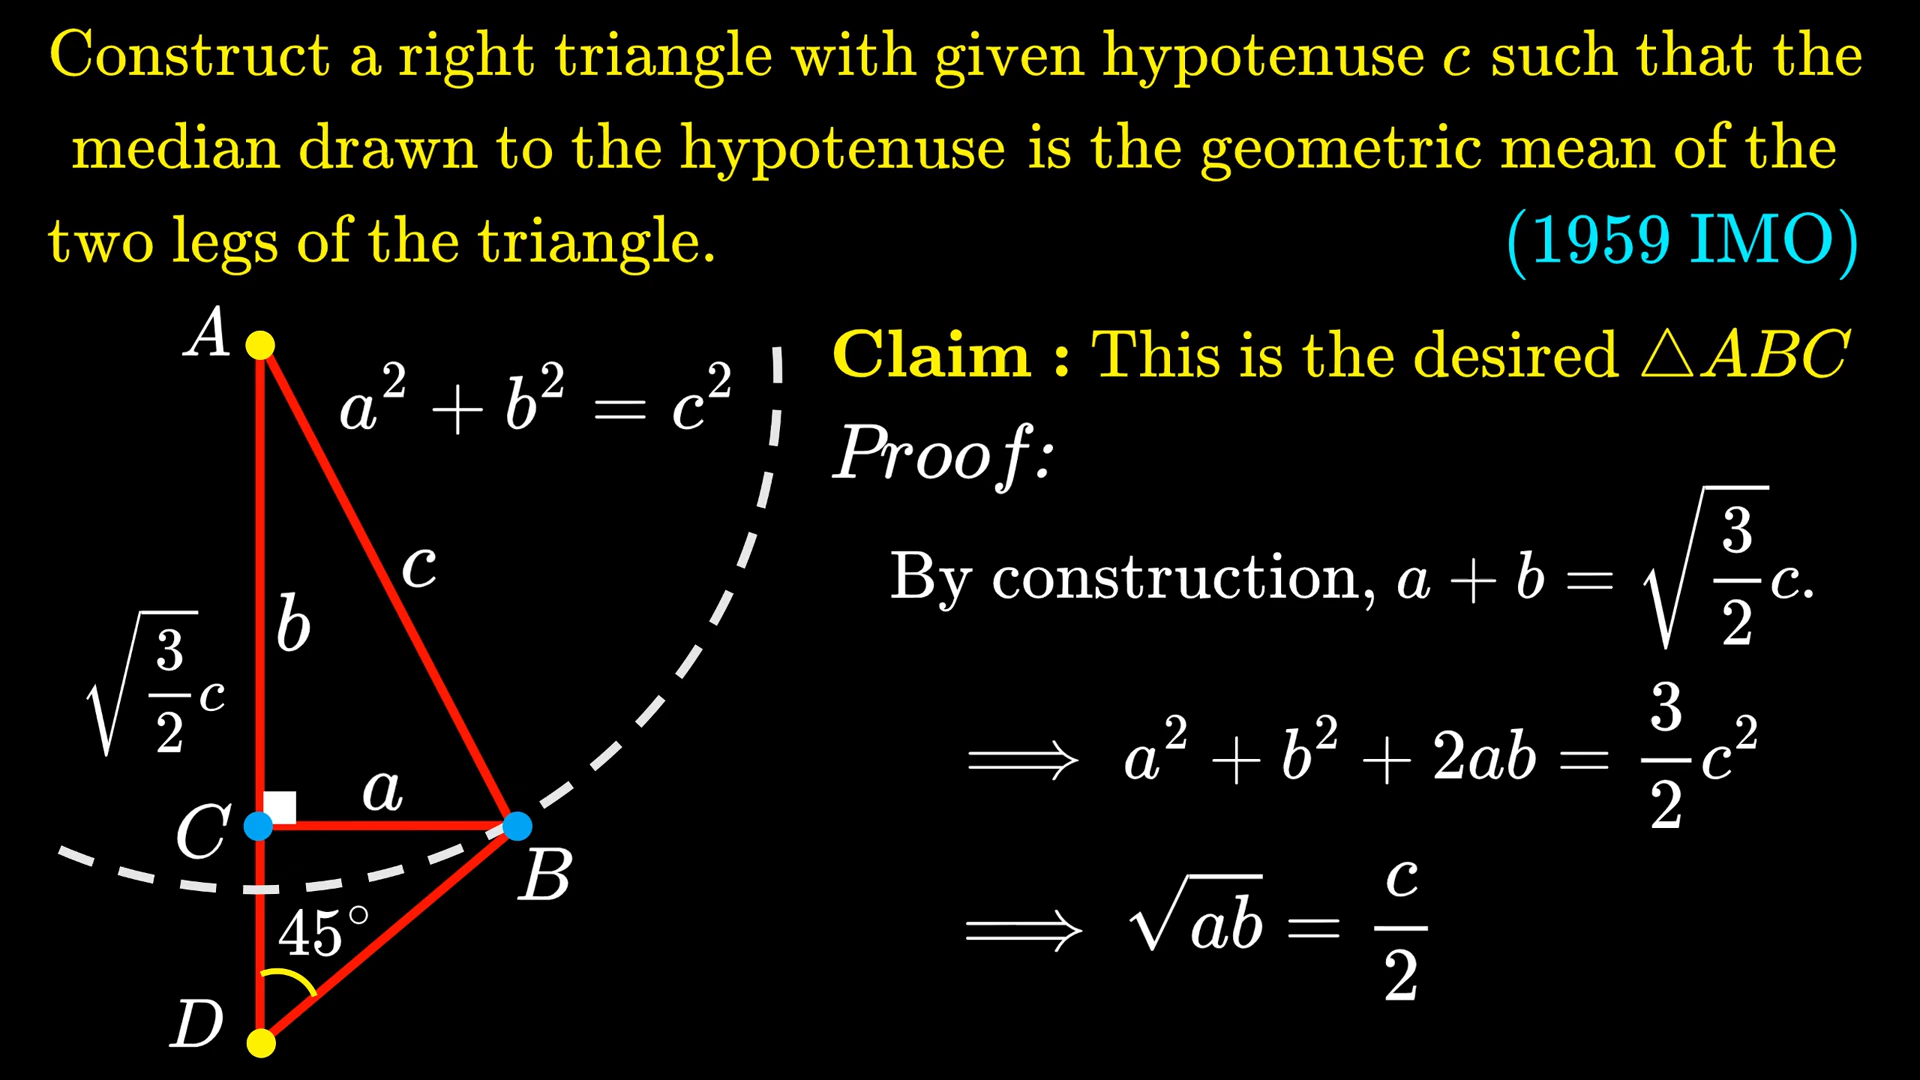 Construct a right triangle with given hypotenuse c such that the
median drawn to the hypotenuse is the geometric mean of the
two legs of the triangle. (1959 IMO)
A
a² + b² = c²
Claim : This is the desired △ABC
Proof:
c
By construction, a + b = √(3/2)c.
b
√(3/2)c
⟹ a² + b² + 2ab = 3/2 c²
a
C
B
⟹ √ab = c/2
45°
D